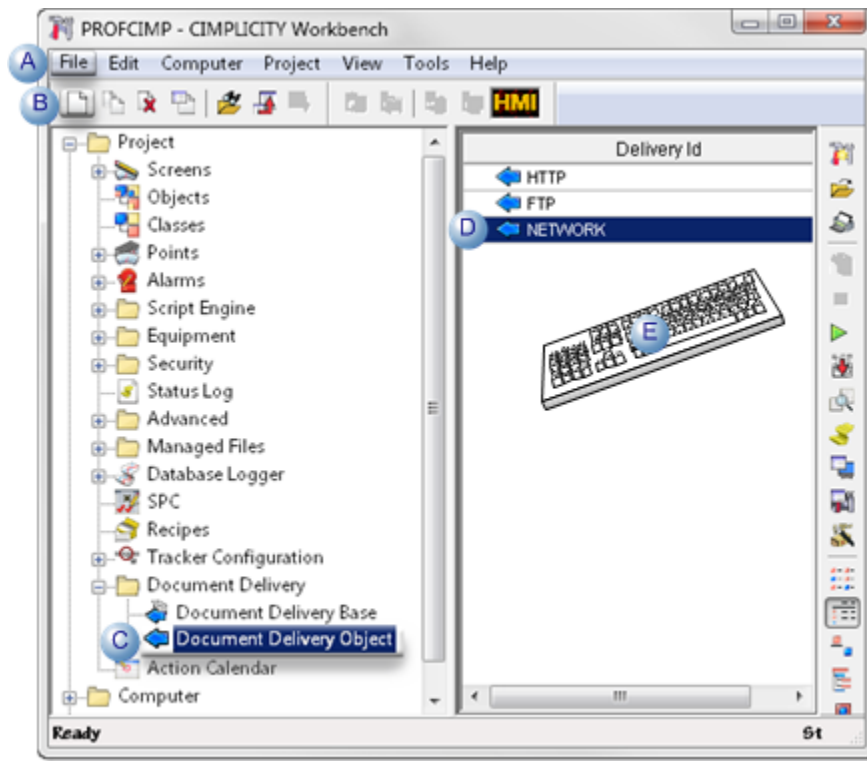 PROFCIMP - CIMPLICITY Workbench
A
File Edit Computer Project View Tools Help
B
HMI
Project
Screens
Objects
Classes
Points
Alarms
Script Engine
Equipment
Security
Status Log
Advanced
Managed Files
Database Logger
SPC
Recipes
Tracker Configuration
Document Delivery
Document Delivery Base
C
Document Delivery Object
Action Calendar
Computer
Delivery Id
HTTP
FTP
D
NETWORK
E
Ready
St